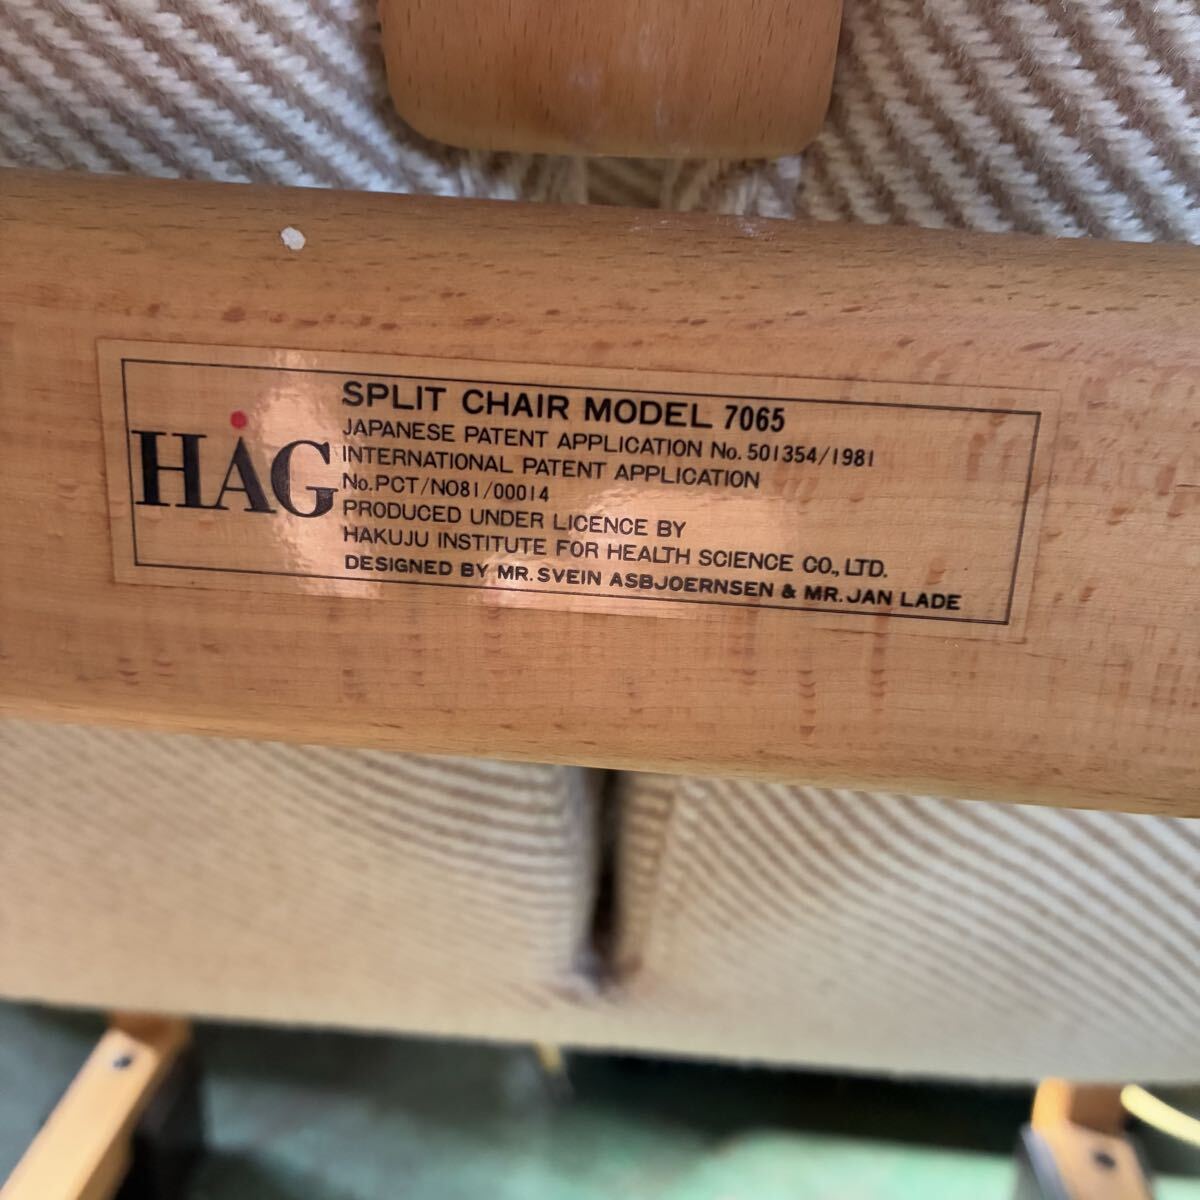 HÅG
SPLIT CHAIR MODEL 7065
JAPANESE PATENT APPLICATION No. 501354/1981
INTERNATIONAL PATENT APPLICATION
No.PCT/NO81/00014
PRODUCED UNDER LICENCE BY
HAKUJU INSTITUTE FOR HEALTH SCIENCE CO., LTD.
DESIGNED BY MR. SVEIN ASBJOERNSEN & MR. JAN LADE